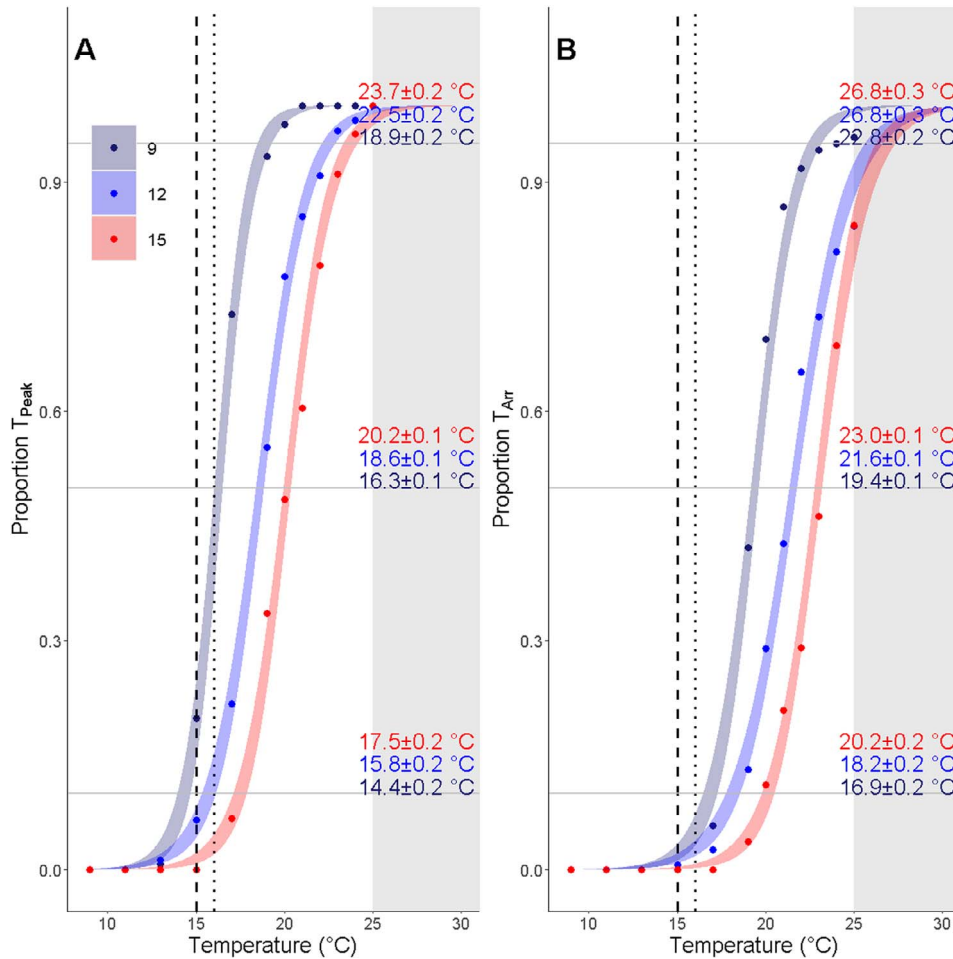 A
23.7±0.2 °C
22.5±0.2 °C
18.9±0.2 °C
9
12
15
20.2±0.1 °C
18.6±0.1 °C
16.3±0.1 °C
17.5±0.2 °C
15.8±0.2 °C
14.4±0.2 °C
0.9
0.6
0.3
0.0
Proportion T_Peak
10 15 20 25 30
Temperature (°C)
B
26.8±0.3 °C
26.8±0.3 °C
22.8±0.2 °C
23.0±0.1 °C
21.6±0.1 °C
19.4±0.1 °C
20.2±0.2 °C
18.2±0.2 °C
16.9±0.2 °C
0.9
0.6
0.3
0.0
Proportion T_Arr
10 15 20 25 30
Temperature (°C)